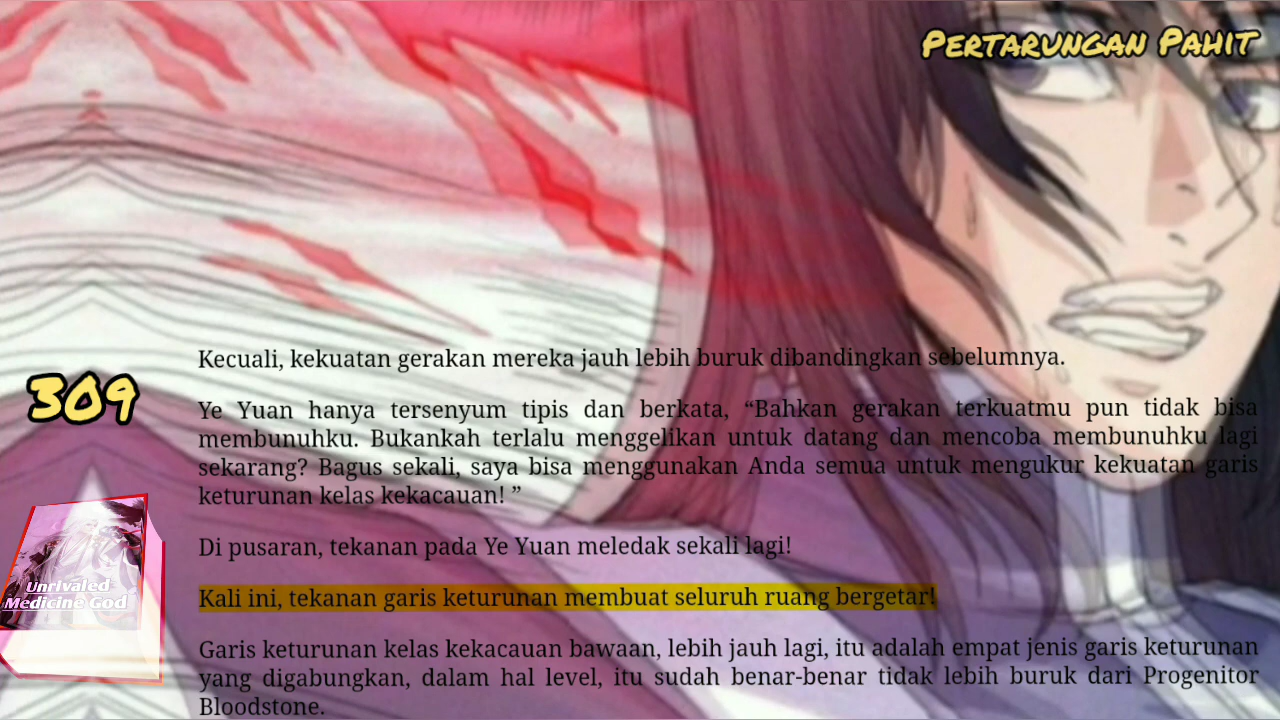 Pertarungan Pahit
Kecuali, kekuatan gerakan mereka jauh lebih buruk dibandingkan sebelumnya.
309
Ye Yuan hanya tersenyum tipis dan berkata, “Bahkan gerakan terkuatmu pun tidak bisa
membunuhku. Bukankah terlalu menggelikan untuk datang dan mencoba membunuhku lagi
sekarang? Bagus sekali, saya bisa menggunakan Anda semua untuk mengukur kekuatan garis
keturunan kelas kekacauan! ”
Di pusaran, tekanan pada Ye Yuan meledak sekali lagi!
Kali ini, tekanan garis keturunan membuat seluruh ruang bergetar!
Unrivaled
Medicine God
Garis keturunan kelas kekacauan bawaan, lebih jauh lagi, itu adalah empat jenis garis keturunan
yang digabungkan, dalam hal level, itu sudah benar-benar tidak lebih buruk dari Progenitor
Bloodstone.